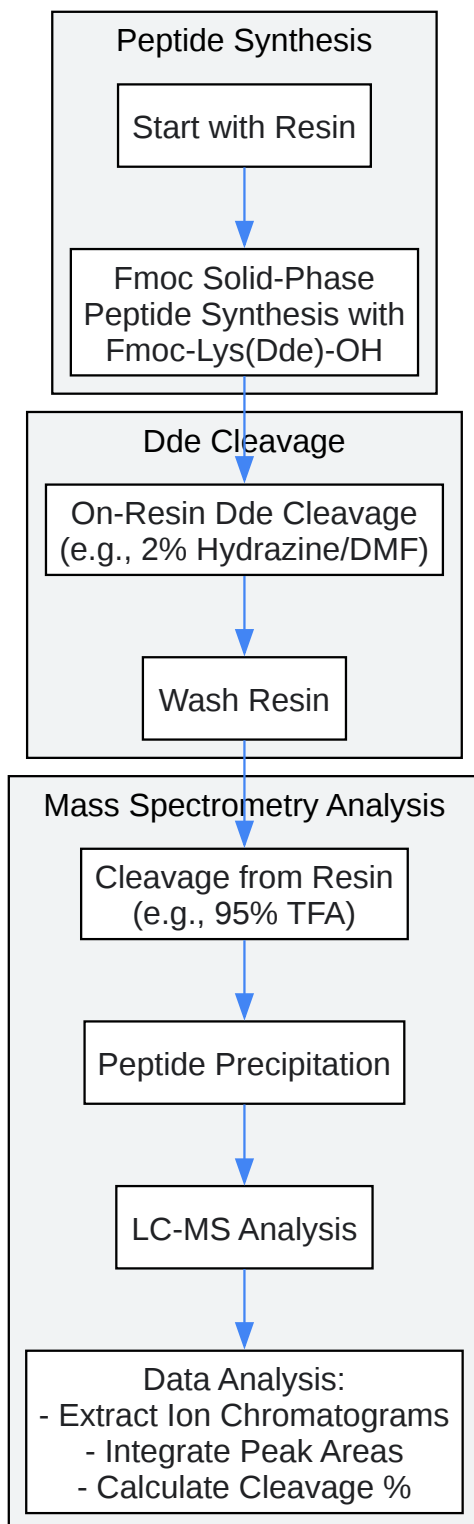 Peptide Synthesis
Start with Resin
Fmoc Solid-Phase
Peptide Synthesis with
Fmoc-Lys(Dde)-OH
Dde Cleavage
On-Resin Dde Cleavage
(e.g., 2% Hydrazine/DMF)
Wash Resin
Mass Spectrometry Analysis
Cleavage from Resin
(e.g., 95% TFA)
Peptide Precipitation
LC-MS Analysis
Data Analysis:
- Extract Ion Chromatograms
- Integrate Peak Areas
- Calculate Cleavage %